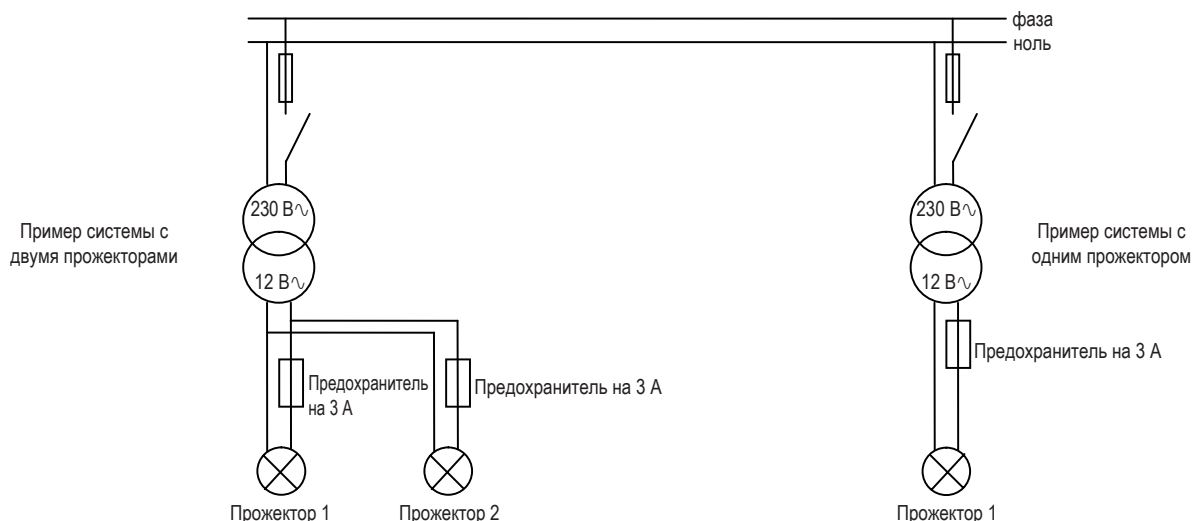 фаза
ноль
230 В∿
12 В∿
Пример системы с
двумя прожекторами
Предохранитель
на 3 А
Предохранитель на 3 А
Прожектор 1
Прожектор 2
230 В∿
12 В∿
Пример системы с
одним прожектором
Предохранитель на 3 А
Прожектор 1